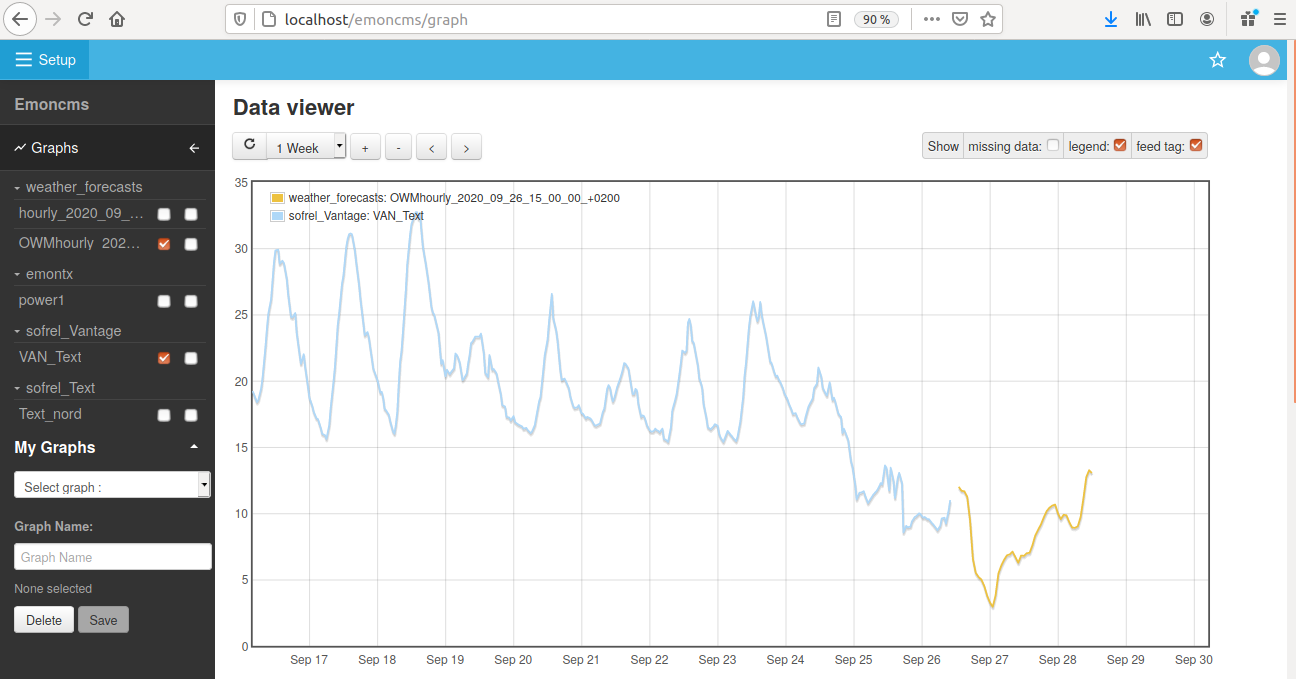 localhost/emoncms/graph
90 %
Setup
Emoncms
Graphs
weather_forecasts
hourly_2020_09_...
OWMhourly 202...
emontx
power1
sofrel_Vantage
VAN_Text
sofrel_Text
Text_nord
My Graphs
Select graph :
Graph Name:
Graph Name
None selected
Delete Save
Data viewer
1 Week + - < >
Show missing data: legend: feed tag:
weather_forecasts: OWMhourly_2020_09_26_15_00_00_+0200
sofrel_Vantage: VAN_Text
35
30
25
20
15
10
5
0
Sep 17 Sep 18 Sep 19 Sep 20 Sep 21 Sep 22 Sep 23 Sep 24 Sep 25 Sep 26 Sep 27 Sep 28 Sep 29 Sep 30